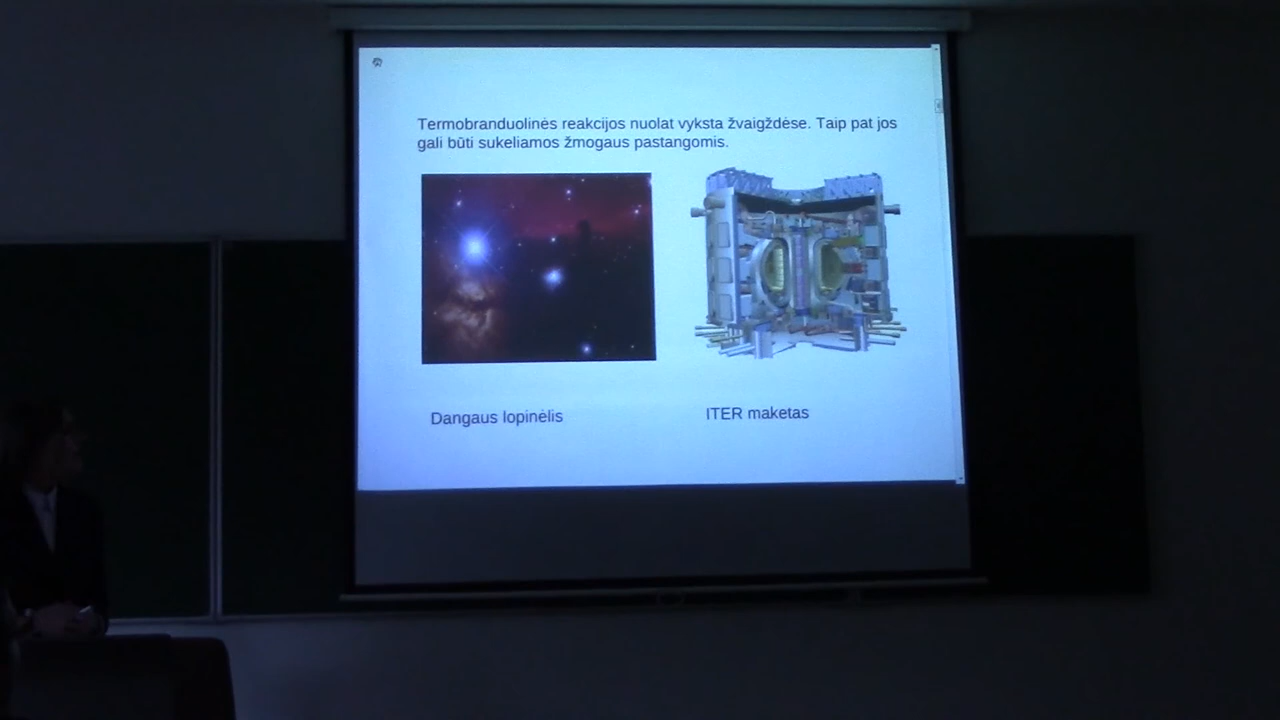 Termobranduolinės reakcijos nuolat vyksta žvaigždėse. Taip pat jos
gali būti sukeliamos žmogaus pastangomis.
Dangaus lopinėlis
ITER maketas